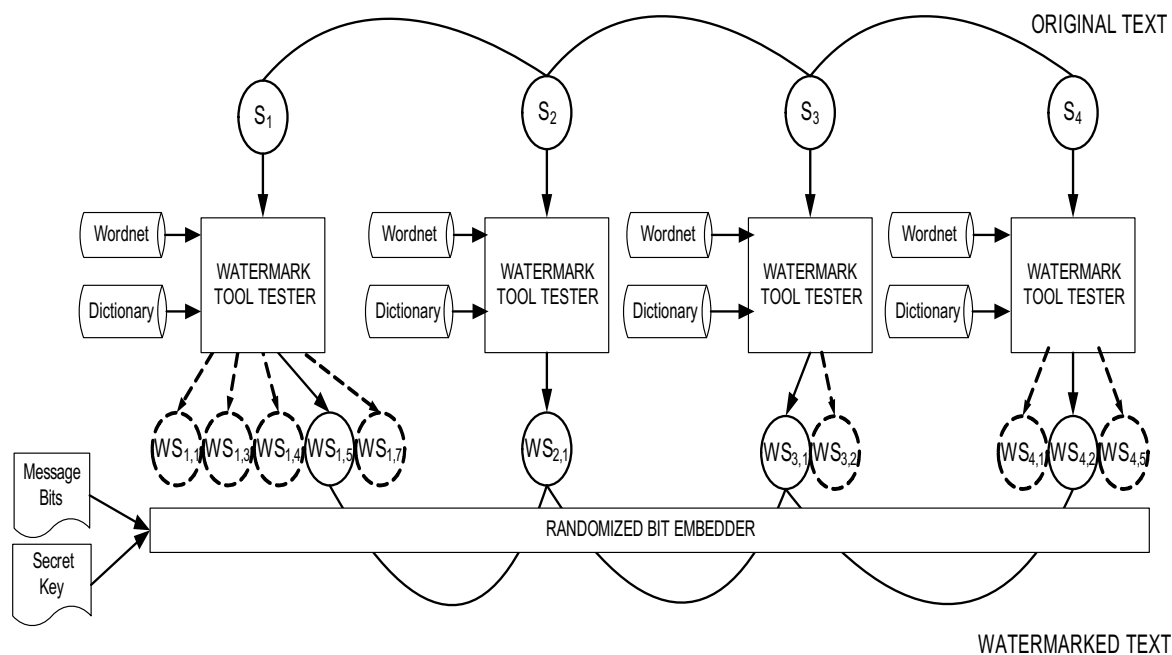 ORIGINAL TEXT
S1 S2 S3 S4
Wordnet Wordnet Wordnet Wordnet
WATERMARK WATERMARK WATERMARK WATERMARK
TOOL TESTER TOOL TESTER TOOL TESTER TOOL TESTER
Dictionary Dictionary Dictionary Dictionary
WS1,1 WS1,3 WS1,4 WS1,5 WS1,7 WS2,1 WS3,1 WS3,2 WS4,1 WS4,2 WS4,5
Message
Bits
RANDOMIZED BIT EMBEDDER
Secret
Key
WATERMARKED TEXT